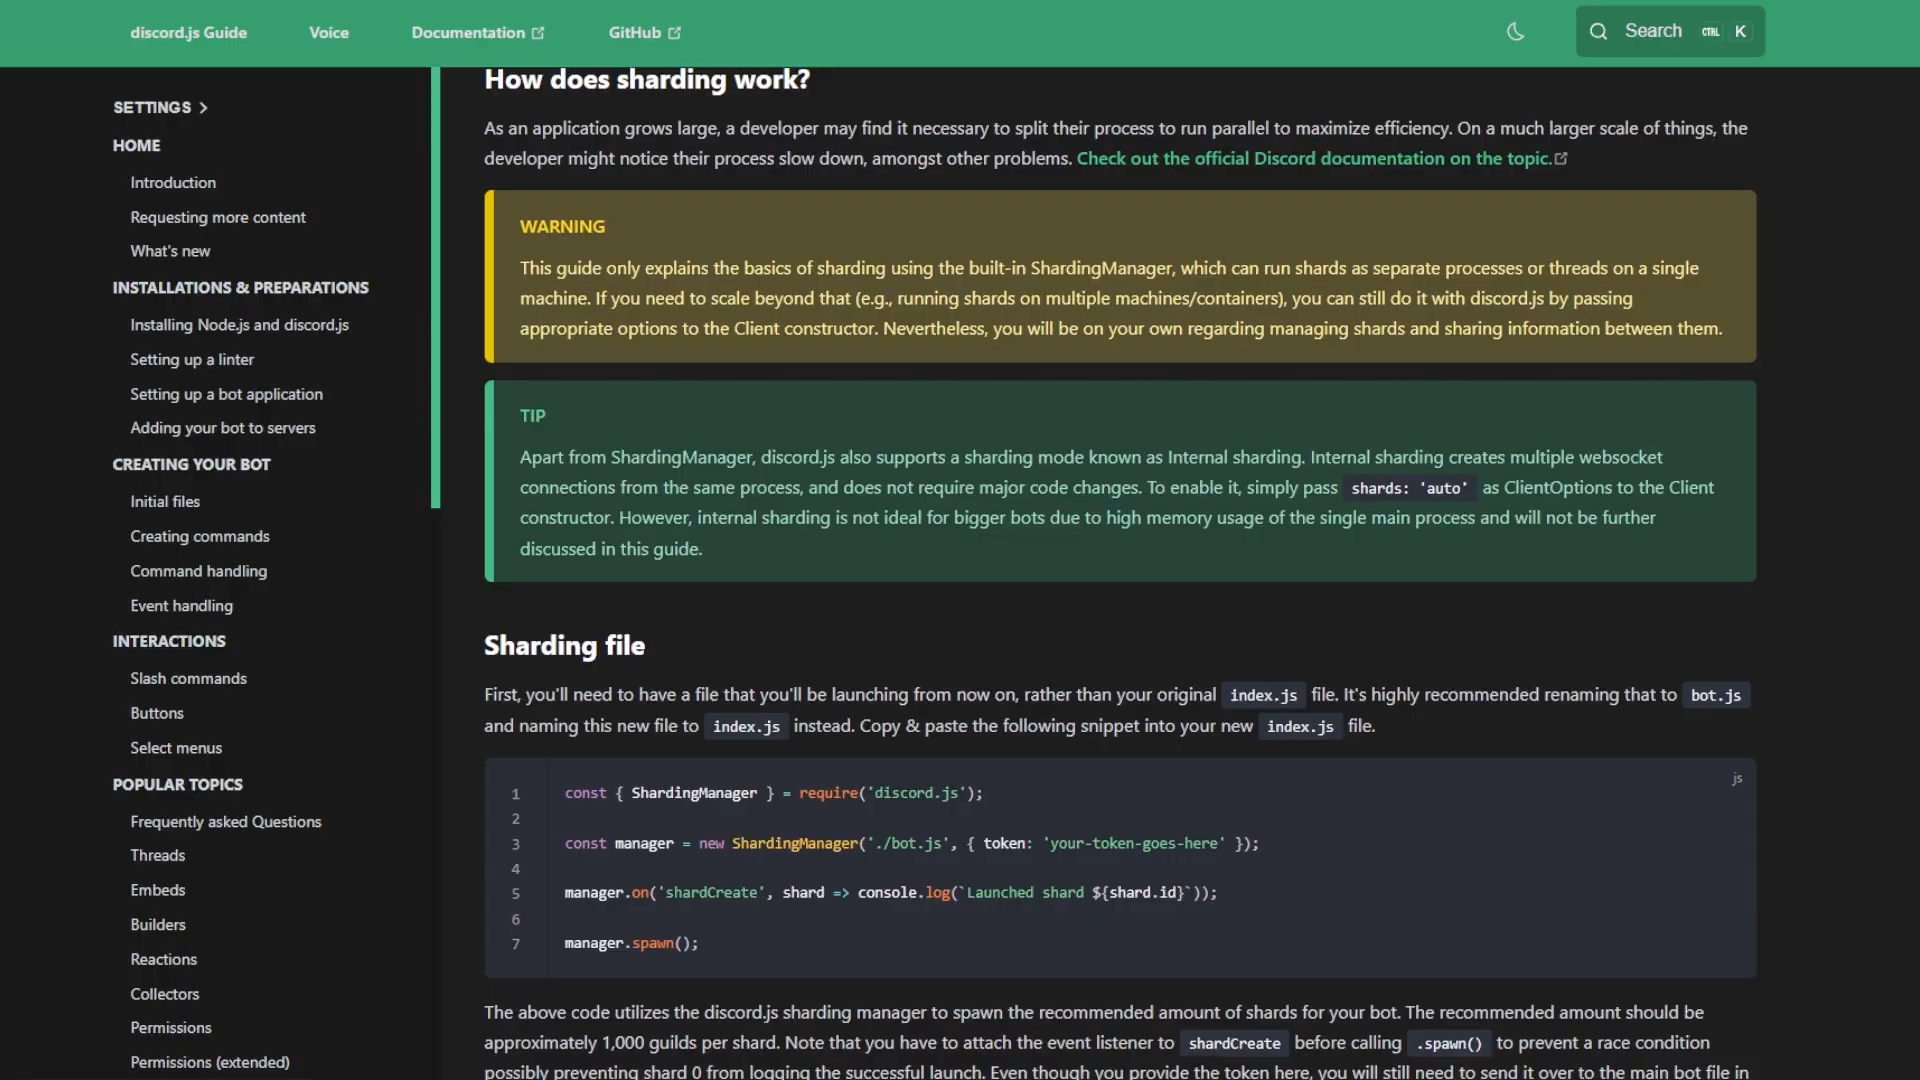 discord.js Guide
Voice
Documentation
GitHub
Search CTRL K
SETTINGS
HOME
Introduction
Requesting more content
What's new
INSTALLATIONS & PREPARATIONS
Installing Node.js and discord.js
Setting up a linter
Setting up a bot application
Adding your bot to servers
CREATING YOUR BOT
Initial files
Creating commands
Command handling
Event handling
INTERACTIONS
Slash commands
Buttons
Select menus
POPULAR TOPICS
Frequently asked Questions
Threads
Embeds
Builders
Reactions
Collectors
Permissions
Permissions (extended)
How does sharding work?
As an application grows large, a developer may find it necessary to split their process to run parallel to maximize efficiency. On a much larger scale of things, the
developer might notice their process slow down, amongst other problems. Check out the official Discord documentation on the topic.
WARNING
This guide only explains the basics of sharding using the built-in ShardingManager, which can run shards as separate processes or threads on a single
machine. If you need to scale beyond that (e.g., running shards on multiple machines/containers), you can still do it with discord.js by passing
appropriate options to the Client constructor. Nevertheless, you will be on your own regarding managing shards and sharing information between them.
TIP
Apart from ShardingManager, discord.js also supports a sharding mode known as Internal sharding. Internal sharding creates multiple websocket
connections from the same process, and does not require major code changes. To enable it, simply pass shards: 'auto' as ClientOptions to the Client
constructor. However, internal sharding is not ideal for bigger bots due to high memory usage of the single main process and will not be further
discussed in this guide.
Sharding file
First, you'll need to have a file that you'll be launching from now on, rather than your original index.js file. It's highly recommended renaming that to bot.js
and naming this new file to index.js instead. Copy & paste the following snippet into your new index.js file.
js
1 const { ShardingManager } = require('discord.js');
2
3 const manager = new ShardingManager('./bot.js', { token: 'your-token-goes-here' });
4
5 manager.on('shardCreate', shard => console.log(`Launched shard ${shard.id}`));
6
7 manager.spawn();
The above code utilizes the discord.js sharding manager to spawn the recommended amount of shards for your bot. The recommended amount should be
approximately 1,000 guilds per shard. Note that you have to attach the event listener to shardCreate before calling .spawn() to prevent a race condition
possibly preventing shard 0 from logging the successful launch. Even though you provide the token here, you will still need to send it over to the main bot file in